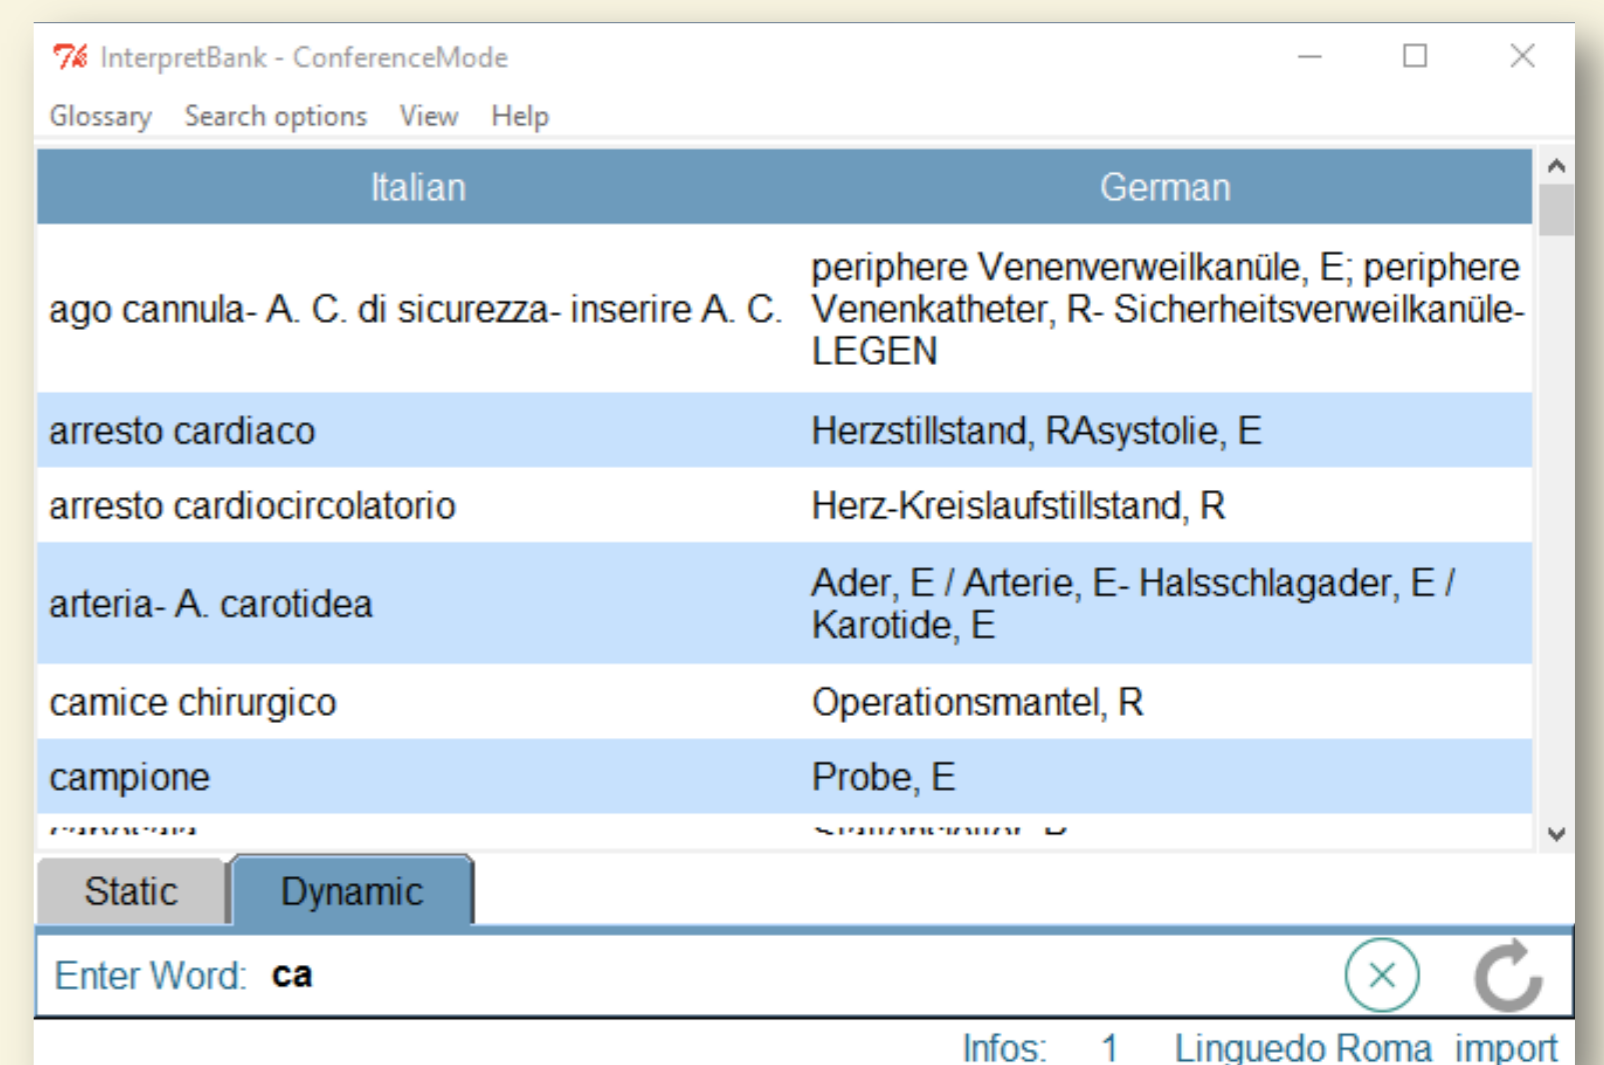 InterpretBank - ConferenceMode
Glossary Search options View Help
Italian German
ago cannula- A. C. di sicurezza- inserire A. C.
periphere Venenverweilkanüle, E; periphere
Venenkatheter, R- Sicherheitsverweilkanüle-
LEGEN
arresto cardiaco Herzstillstand, RAsystolie, E
arresto cardiocircolatorio Herz-Kreislaufstillstand, R
arteria- A. carotidea
Ader, E / Arterie, E- Halsschlagader, E /
Karotide, E
camice chirurgico Operationsmantel, R
campione Probe, E
Static Dynamic
Enter Word: ca
Infos: 1 Linguedo Roma import